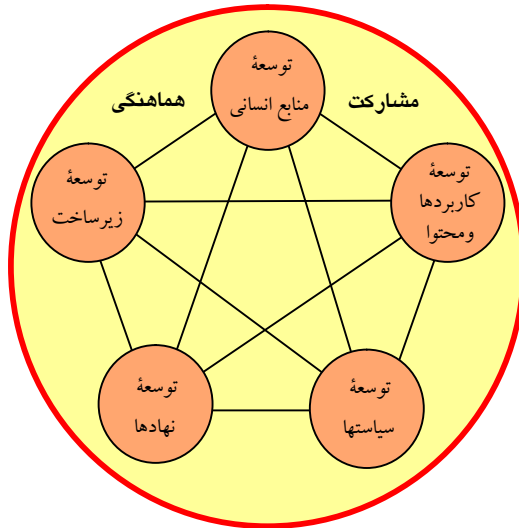 توسعهٔ
منابع انسانی
مشارکت
هماهنگی
توسعهٔ
کاربردها
ومحتوا
توسعهٔ
زیرساخت
توسعهٔ
سیاستها
توسعهٔ
نهادها